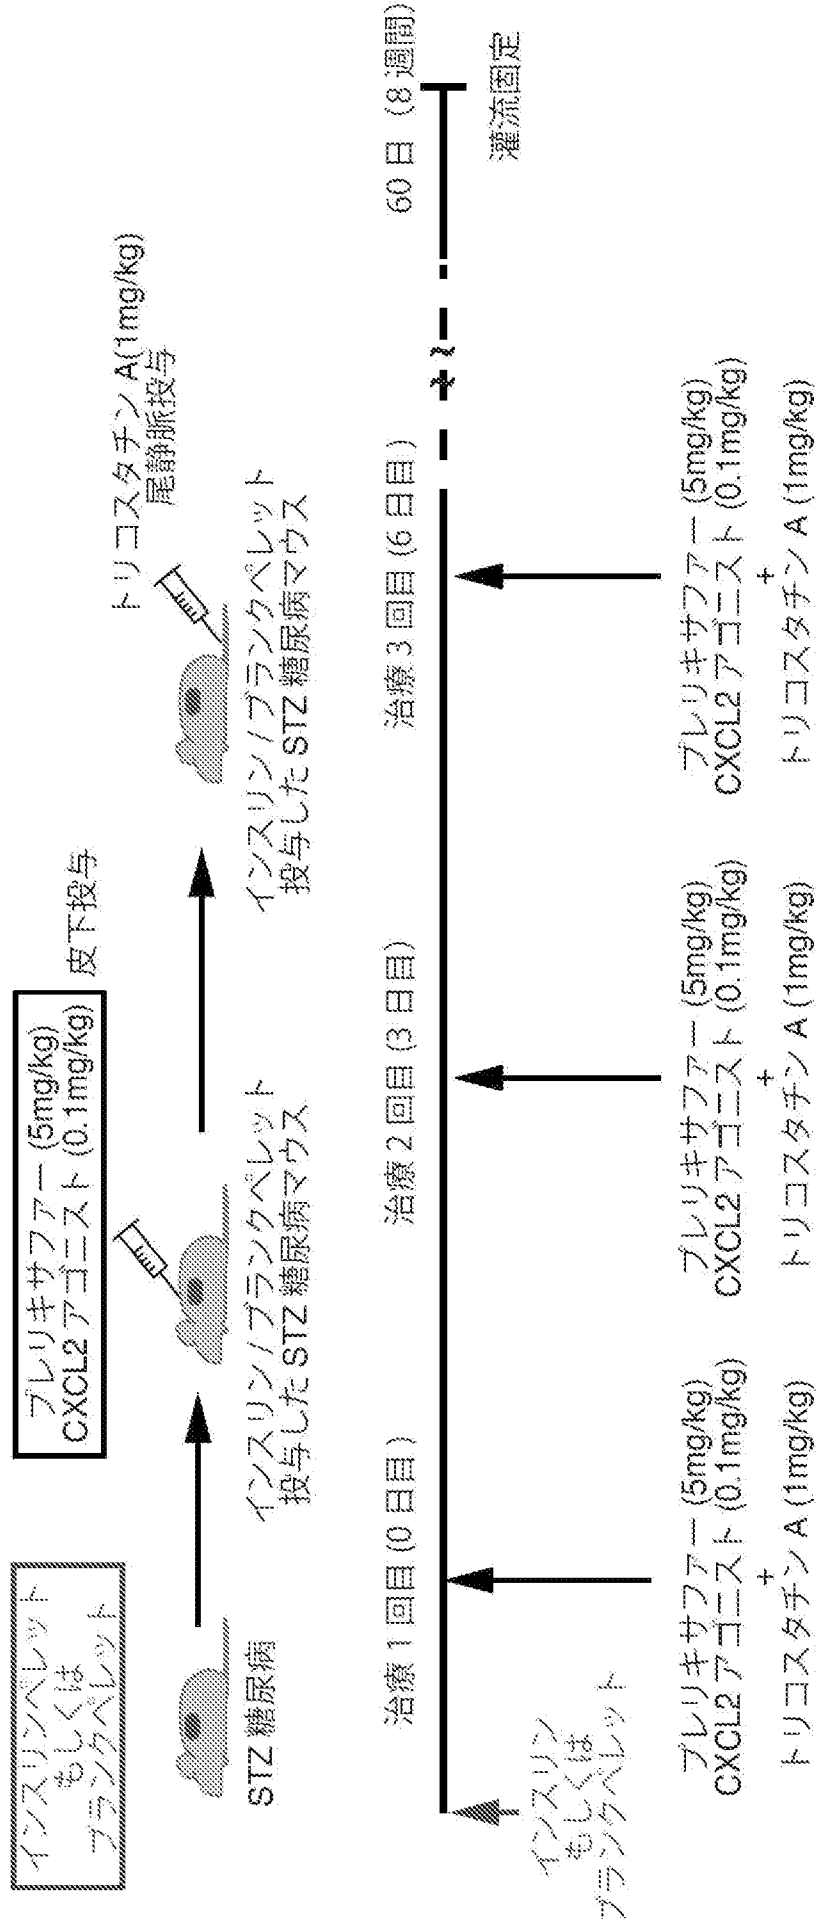 インスリンペレット
もしくは
ブランクペレット
STZ 糖尿病
プレリキサフォー (5mg/kg)
CXCL2 アゴニスト (0.1mg/kg)
皮下投与
インスリン / ブランクペレット
投与した STZ 糖尿病マウス
トリコスタチン A(1mg/kg)
尾静脈投与
インスリン / ブランクペレット
投与した STZ 糖尿病マウス
治療 1 回目 (0 日目 )
治療 2 回目 (3 日目)
治療 3 回目 (6 日目 )
60 日 (8 週間)
灌流固定
インスリン
もしくは
ブランクペレット
プレリキサファー (5mg/kg)
CXCL2 アゴニスト (0.1mg/kg)
+
トリコスタチン A (1mg/kg)
プレリキサファー (5mg/kg)
CXCL2 アゴニスト (0.1mg/kg)
+
トリコスタチン A (1mg/kg)
プレリキサファー (5mg/kg)
CXCL2 アゴニスト (0.1mg/kg)
+
トリコスタチン A (1mg/kg)